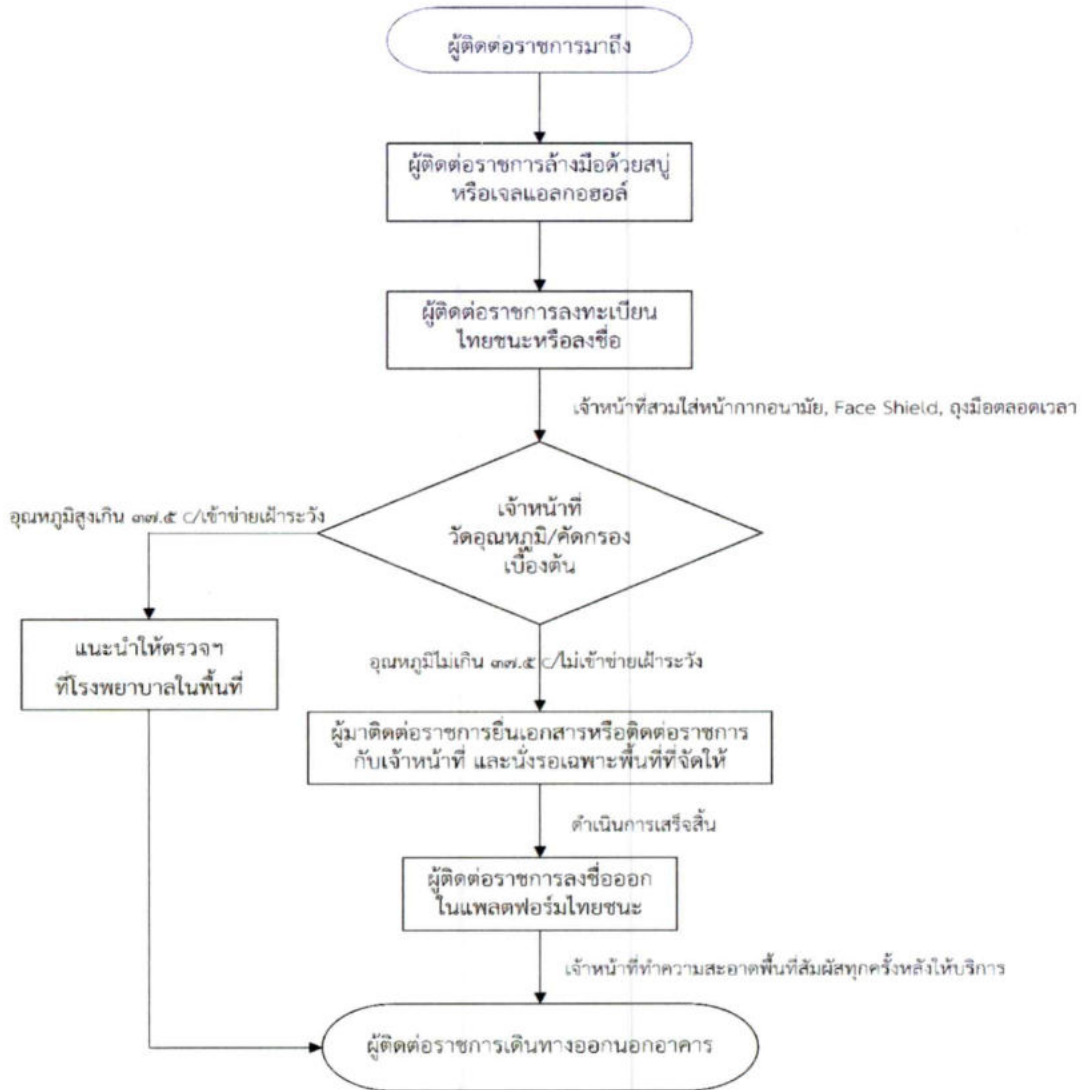 ผู้ติดต่อราชการมาถึง
ผู้ติดต่อราชการล้างมือด้วยสบู่
หรือเจลแอลกอฮอล์
ผู้ติดต่อราชการลงทะเบียน
ไทยชนะหรือลงชื่อ
เจ้าหน้าที่สวมใส่หน้ากากอนามัย, Face Shield, ถุงมือตลอดเวลา
เจ้าหน้าที่
วัดอุณหภูมิ/คัดกรอง
เบื้องต้น
อุณหภูมิสูงเกิน ๓๗.๕ C/เข้าข่ายเฝ้าระวัง
แนะนำให้ตรวจฯ
ที่โรงพยาบาลในพื้นที่
อุณหภูมิไม่เกิน ๓๗.๕ C/ไม่เข้าข่ายเฝ้าระวัง
ผู้มาติดต่อราชการยื่นเอกสารหรือติดต่อราชการ
กับเจ้าหน้าที่ และนั่งรอเฉพาะพื้นที่ที่จัดให้
ดำเนินการเสร็จสิ้น
ผู้ติดต่อราชการลงชื่อออก
ในแพลตฟอร์มไทยชนะ
เจ้าหน้าที่ทำความสะอาดพื้นที่สัมผัสทุกครั้งหลังให้บริการ
ผู้ติดต่อราชการเดินทางออกนอกอาคาร